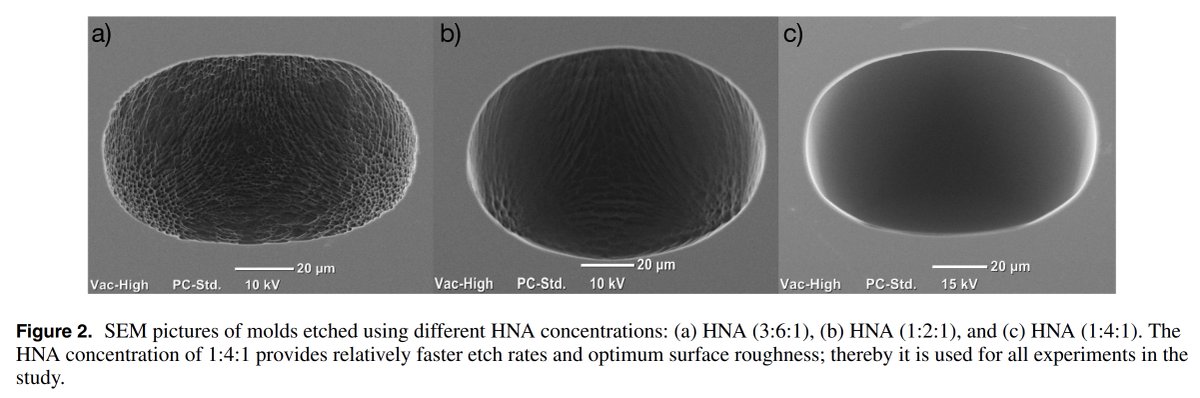 a)
b)
c)
20 µm
20 µm
20 µm
Vac-High PC-Std. 10 kV
Vac-High PC-Std. 10 kV
Vac-High PC-Std. 15 kV
Figure 2. SEM pictures of molds etched using different HNA concentrations: (a) HNA (3:6:1), (b) HNA (1:2:1), and (c) HNA (1:4:1). The
HNA concentration of 1:4:1 provides relatively faster etch rates and optimum surface roughness; thereby it is used for all experiments in the
study.